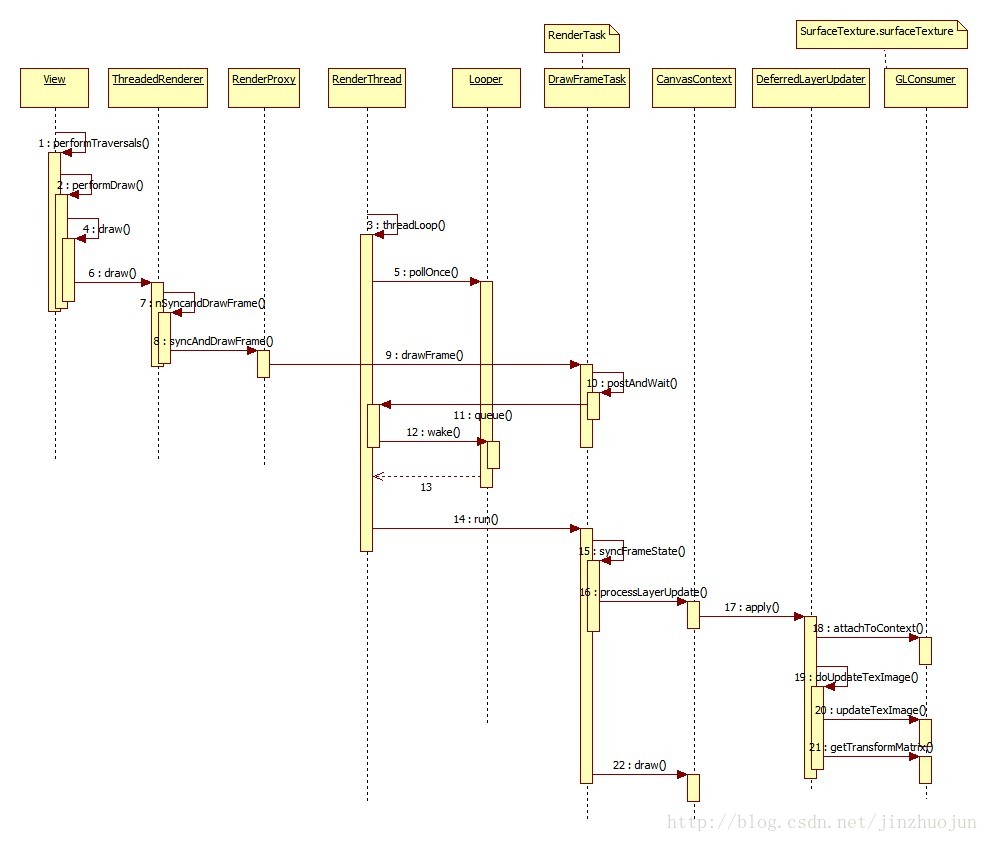 RenderTask
SurfaceTexture.surfaceTexture
View
ThreadedRenderer
RenderProxy
RenderThread
Looper
DrawFrameTask
CanvasContext
DeferredLayerUpdater
GLConsumer
1 : performTraversals()
2 : performDraw()
3 : threadLoop()
4 : draw()
5 : pollOnce()
6 : draw()
7 : nSyncandDrawFrame()
8 : syncAndDrawFrame()
9 : drawFrame()
10 : postAndWait()
11 : queue()
12 : wake()
13
14 : run()
15 : syncFrameState()
16 : processLayerUpdate()
17 : apply()
18 : attachToContext()
19 : doUpdateTexImage()
20 : updateTexImage()
21 : getTransformMatrix()
22 : draw()
http://blog.csdn.net/jinzhuojun